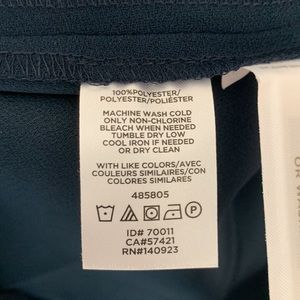 100%POLYESTER/
POLYESTER/POLIÉSTER
MACHINE WASH COLD
ONLY NON-CHLORINE
BLEACH WHEN NEEDED
TUMBLE DRY LOW
COOL IRON IF NEEDED
OR DRY CLEAN
WITH LIKE COLORS/AVEC
COULEURS SIMILAIRES/CON
COLORES SIMILARES
485805
ID# 70011
CA#57421
RN#140923